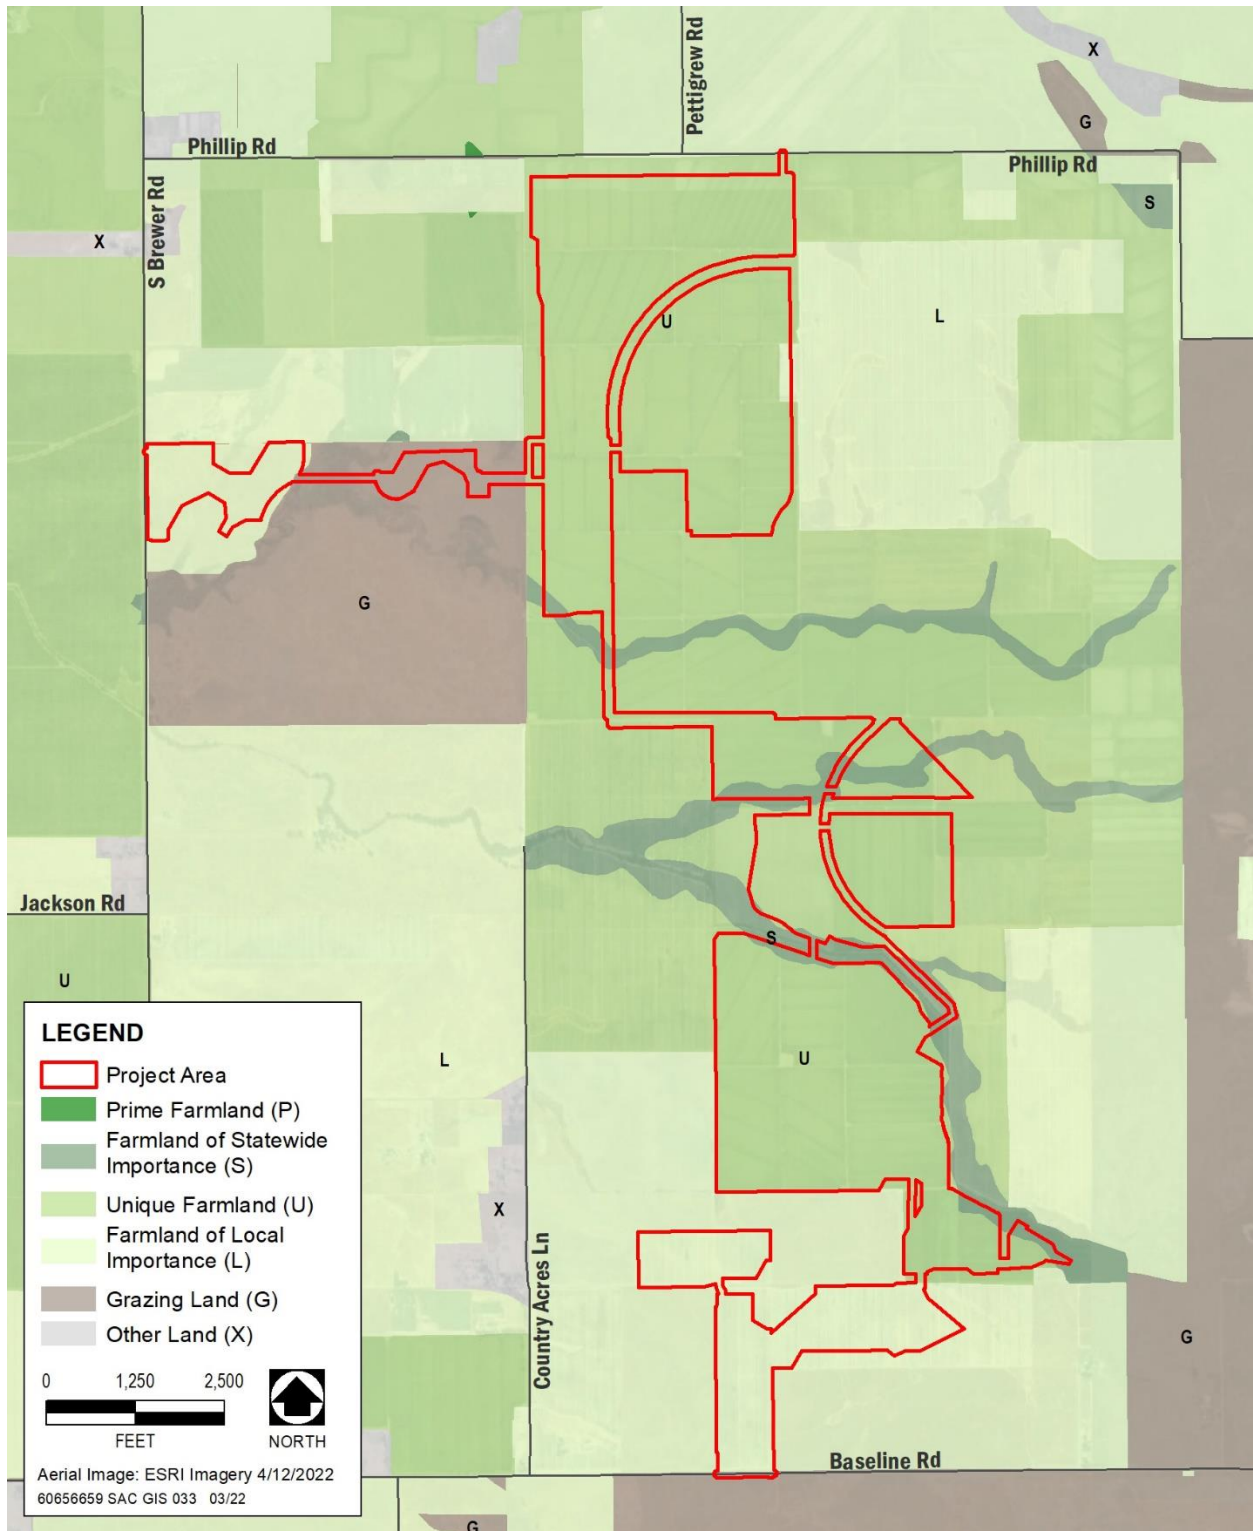 Pettigrew Rd
X
G
Phillip Rd
Phillip Rd
S
S Brewer Rd
X
U
L
G
Jackson Rd
S
U
U
L
X
Country Acres Ln
G
Baseline Rd
G
LEGEND
Project Area
Prime Farmland (P)
Farmland of Statewide
Importance (S)
Unique Farmland (U)
Farmland of Local
Importance (L)
Grazing Land (G)
Other Land (X)
0 1,250 2,500
FEET
NORTH
Aerial Image: ESRI Imagery 4/12/2022
60656659 SAC GIS 033 03/22